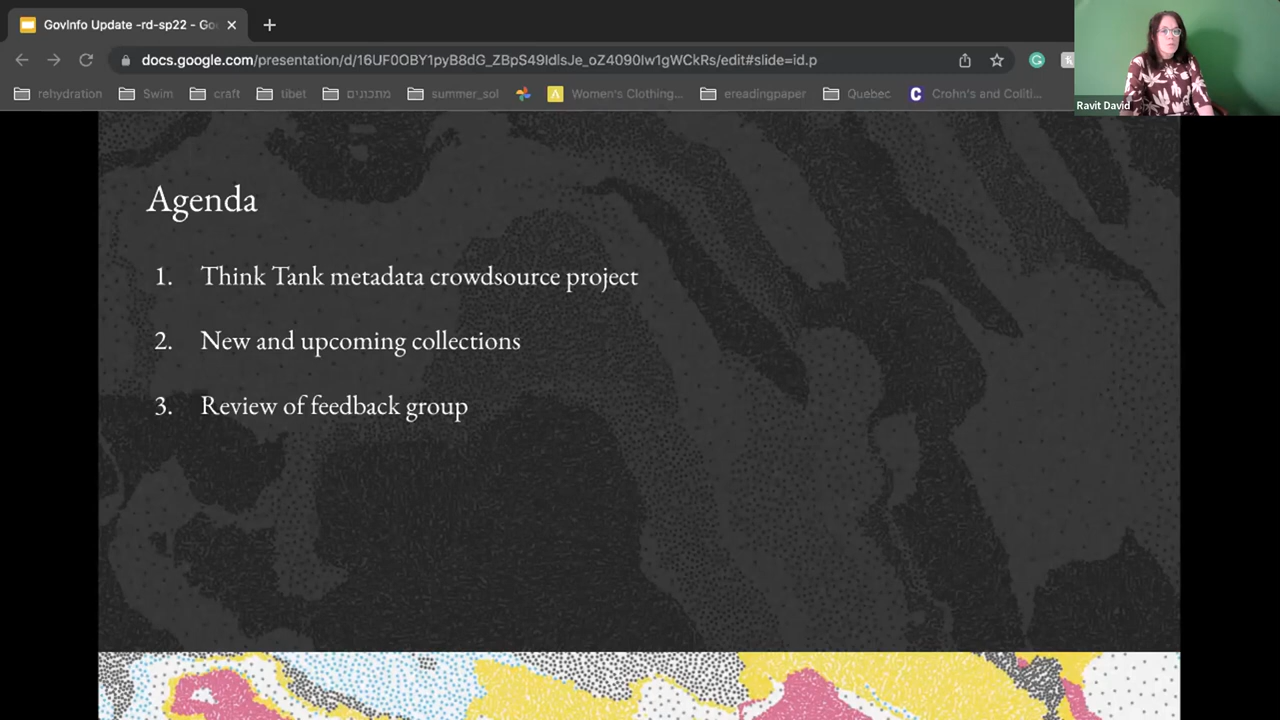 GovInfo Update -rd-sp22 - Go
docs.google.com/presentation/d/16UF0OBY1pyB8dG_ZBpS49IdlsJe_oZ4090lw1gWCkRs/edit#slide=id.p
rehydration Swim craft tibet מתכונים summer_sol Women's Clothing... ereadingpaper Quebec Crohn's and Coliti...
Ravit David
Agenda
1. Think Tank metadata crowdsource project
2. New and upcoming collections
3. Review of feedback group